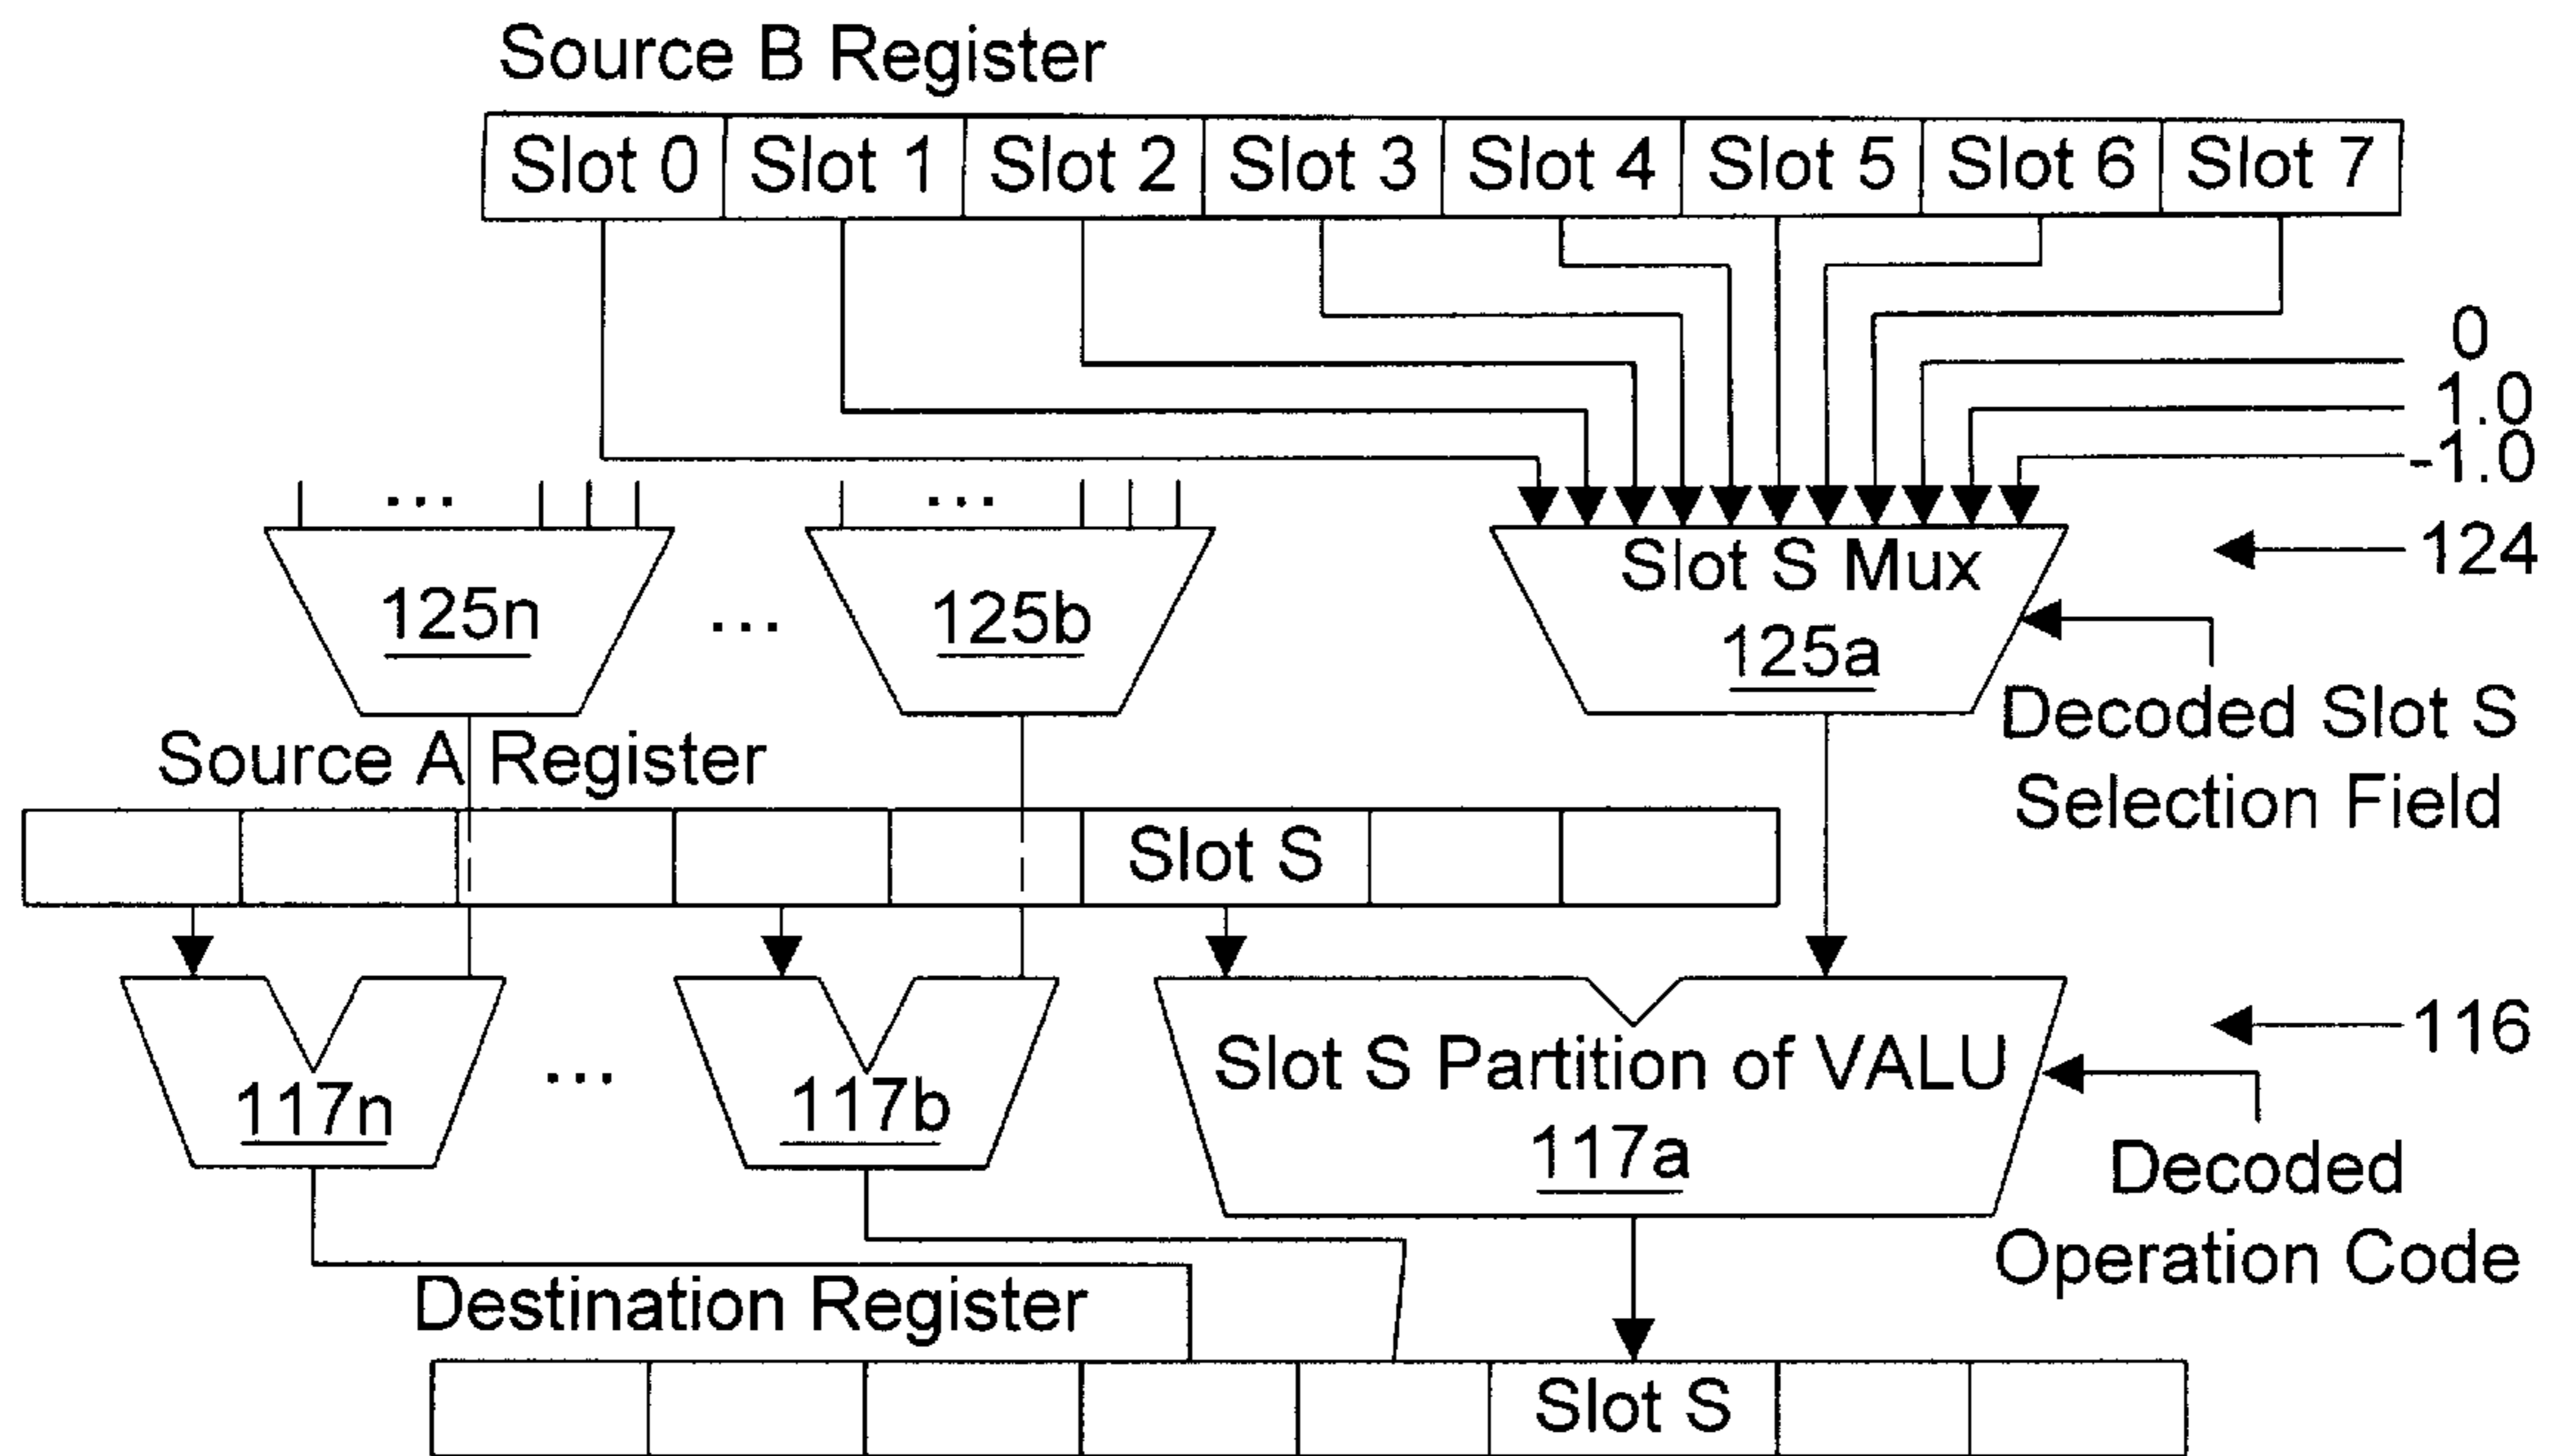 Source B Register
Slot 0 Slot 1 Slot 2 Slot 3 Slot 4 Slot 5 Slot 6 Slot 7
0
1.0
-1.0
... ...
124
Slot S Mux
125n ... 125b 125a
Decoded Slot S
Selection Field
Source A Register
Slot S
116
Slot S Partition of VALU
117n ... 117b 117a
Decoded
Operation Code
Destination Register
Slot S